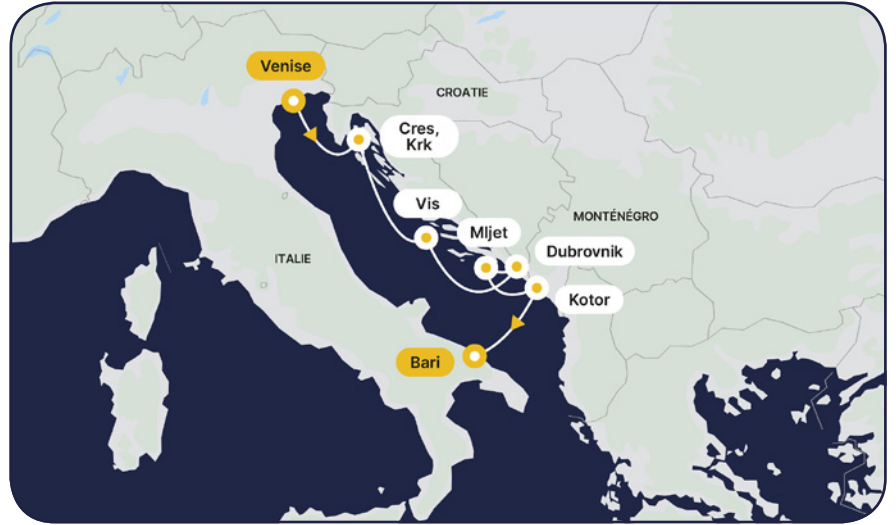 Venise
CROATIE
Cres,
Krk
Vis
MONTÉNÉGRO
Mljet
Dubrovnik
ITALIE
Kotor
Bari